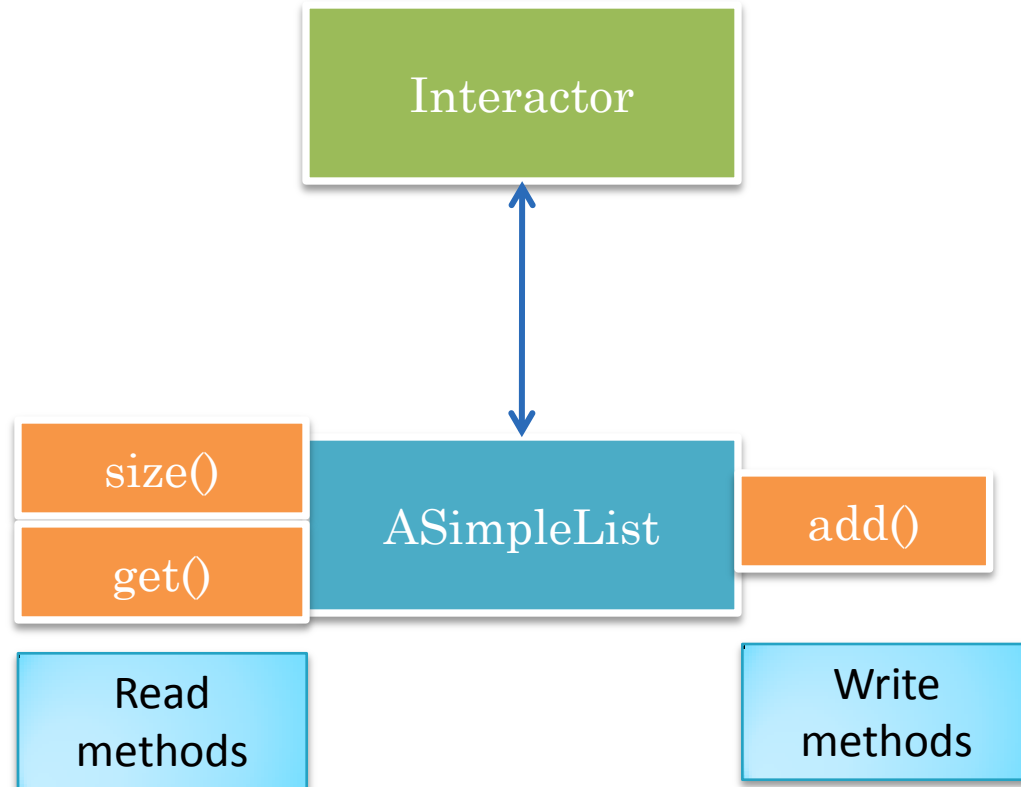 Interactor
size()
get()
ASimpleList
add()
Read
methods
Write
methods